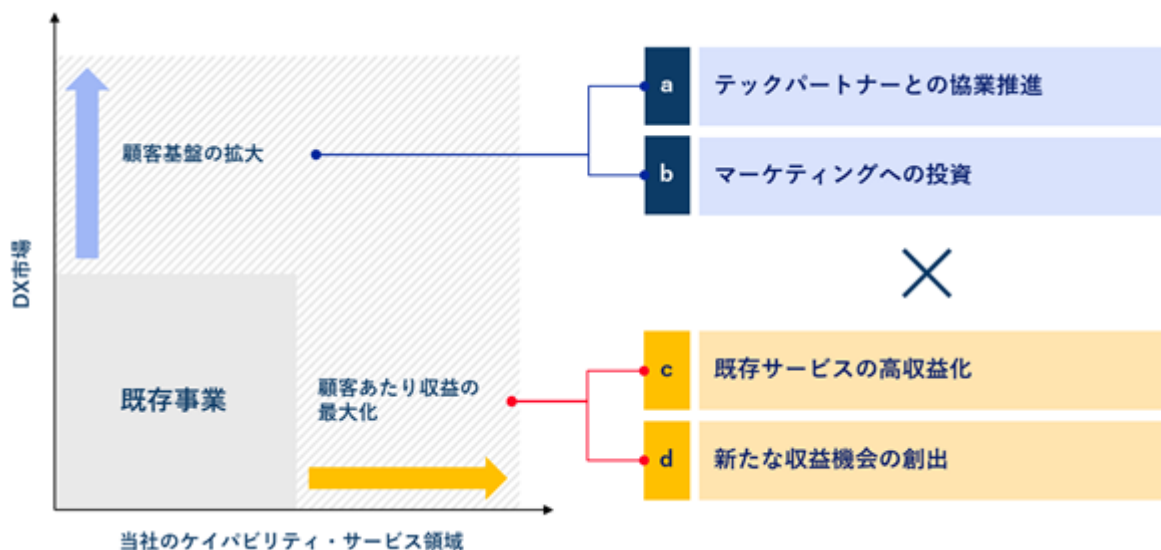 DX市場
顧客基盤の拡大
既存事業
顧客あたり収益の
最大化
当社のケイパビリティ・サービス領域
a
テックパートナーとの協業推進
b
マーケティングへの投資
c
既存サービスの高収益化
d
新たな収益機会の創出